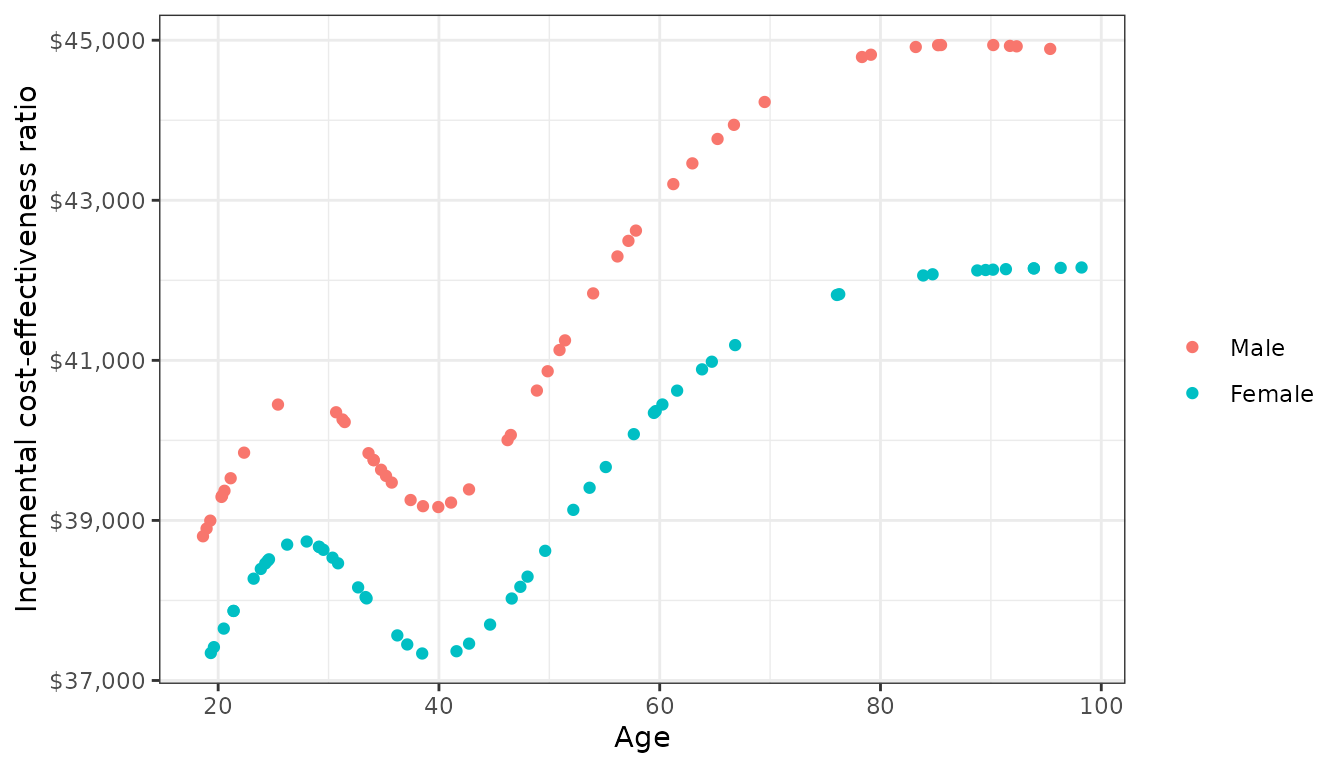 Incremental cost-effectiveness ratio
$45,000
$43,000
$41,000
$39,000
$37,000
20
40
60
80
100
Age
Male
Female